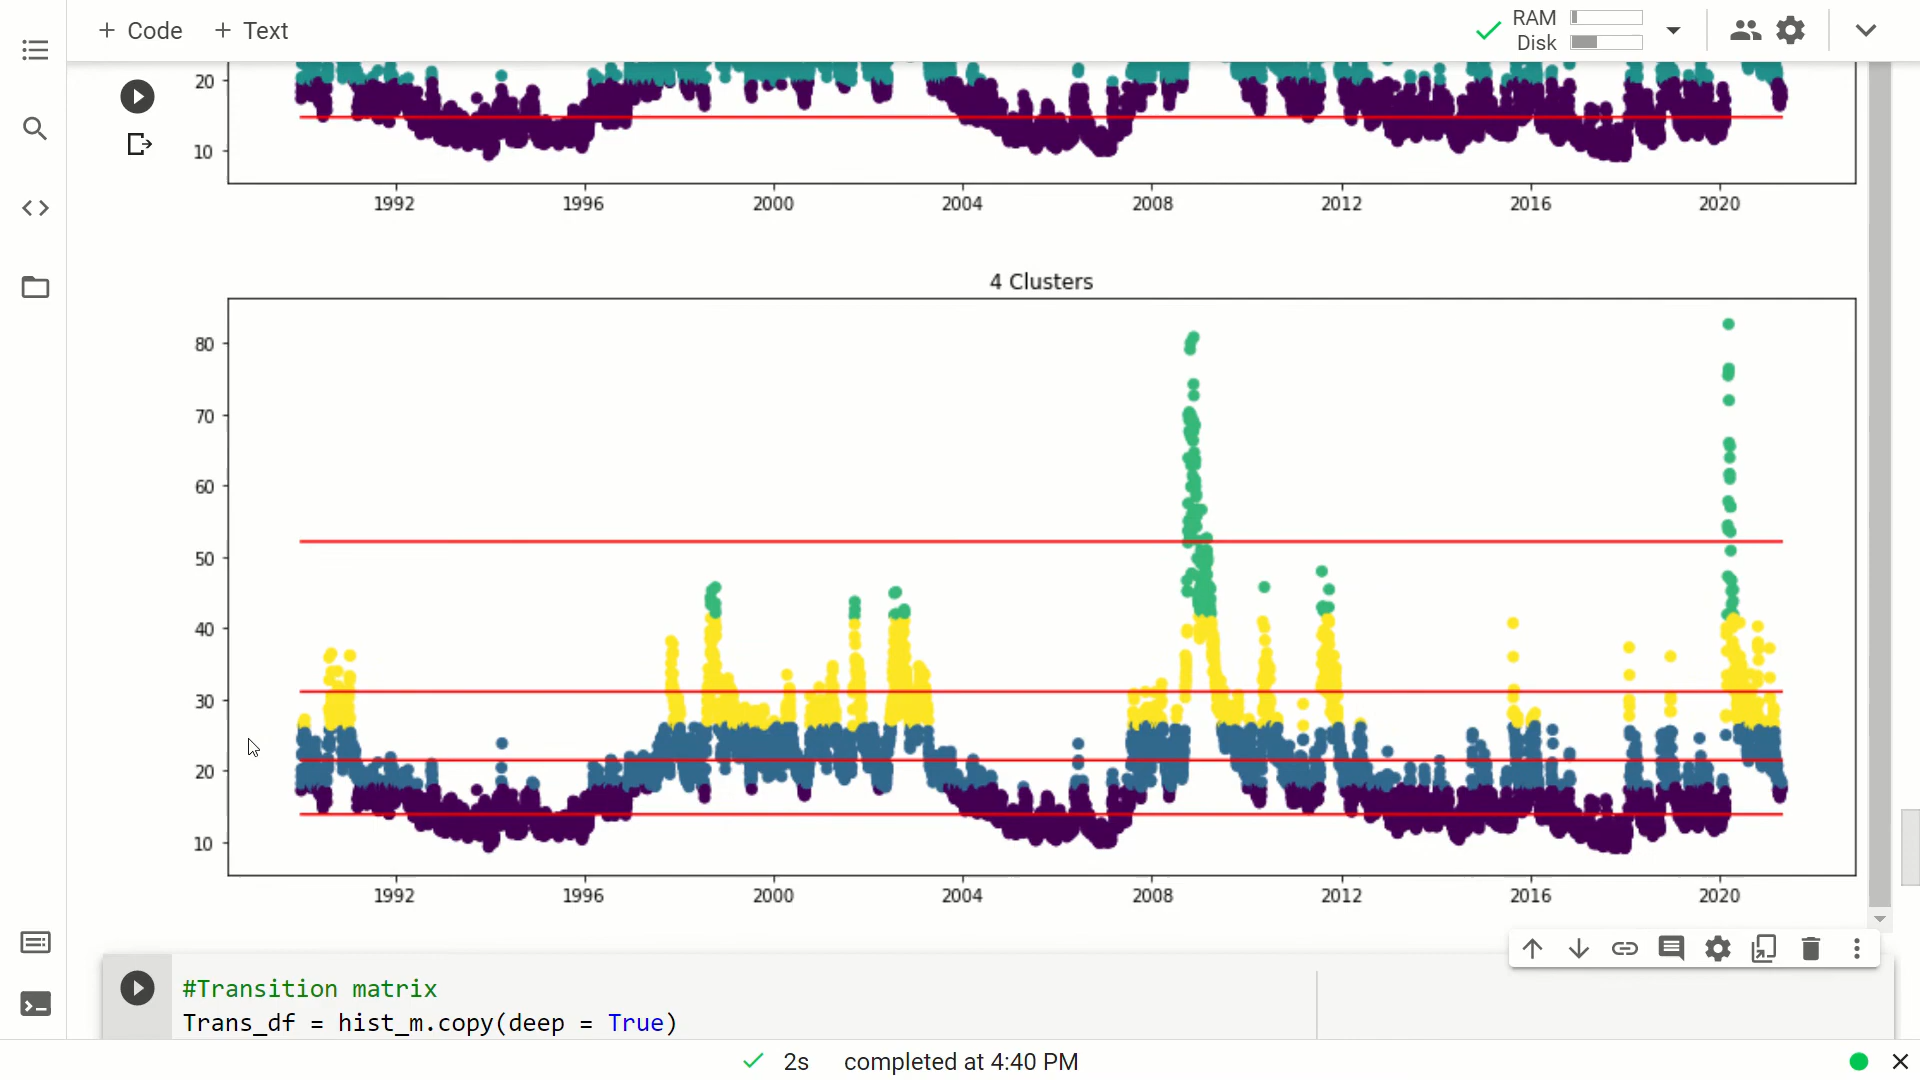 + Code + Text
RAM
Disk
20
10
1992 1996 2000 2004 2008 2012 2016 2020
4 Clusters
80
70
60
50
40
30
20
10
1992 1996 2000 2004 2008 2012 2016 2020
#Transition matrix
Trans_df = hist_m.copy(deep = True)
2s completed at 4:40 PM